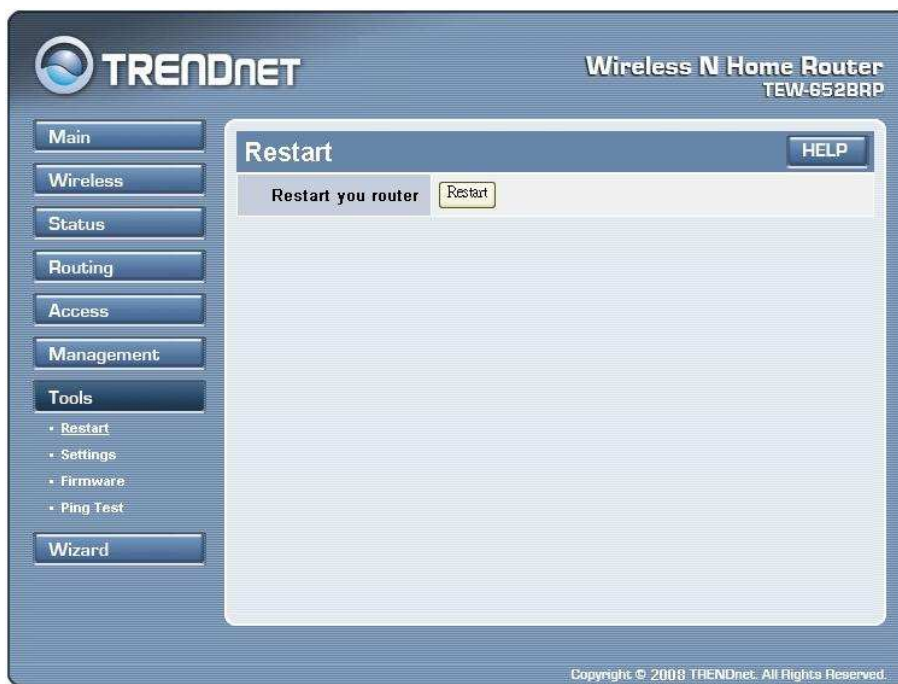 TRENDNET
Wireless N Home Router
TEW-652BRP
Main
Wireless
Status
Routing
Access
Management
Tools
• Restart
• Settings
• Firmware
• Ping Test
Wizard
Restart
HELP
Restart you router
Restart
Copyright © 2008 TRENDnet. All Rights Reserved.